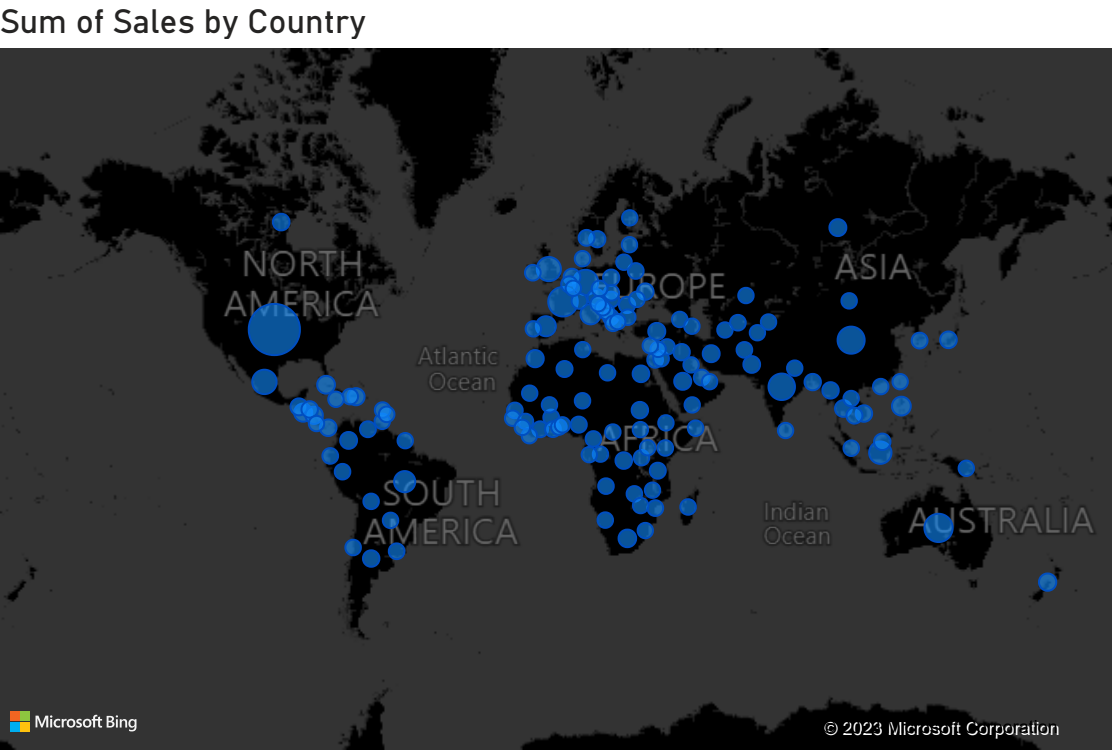 Sum of Sales by Country
NORTH
AMERICA
EUROPE
ASIA
Atlantic
Ocean
AFRICA
SOUTH
AMERICA
Indian
Ocean
AUSTRALIA
Microsoft Bing
© 2023 Microsoft Corporation